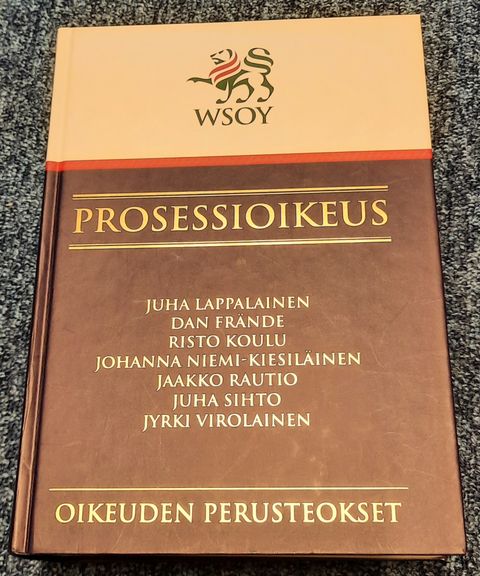 WSOY
PROSESSIOIKEUS
JUHA LAPPALAINEN
DAN FRÄNDE
RISTO KOULU
JOHANNA NIEMI-KIESILÄINEN
JAAKKO RAUTIO
JUHA SIHTO
JYRKI VIROLAINEN
OIKEUDEN PERUSTEOKSET